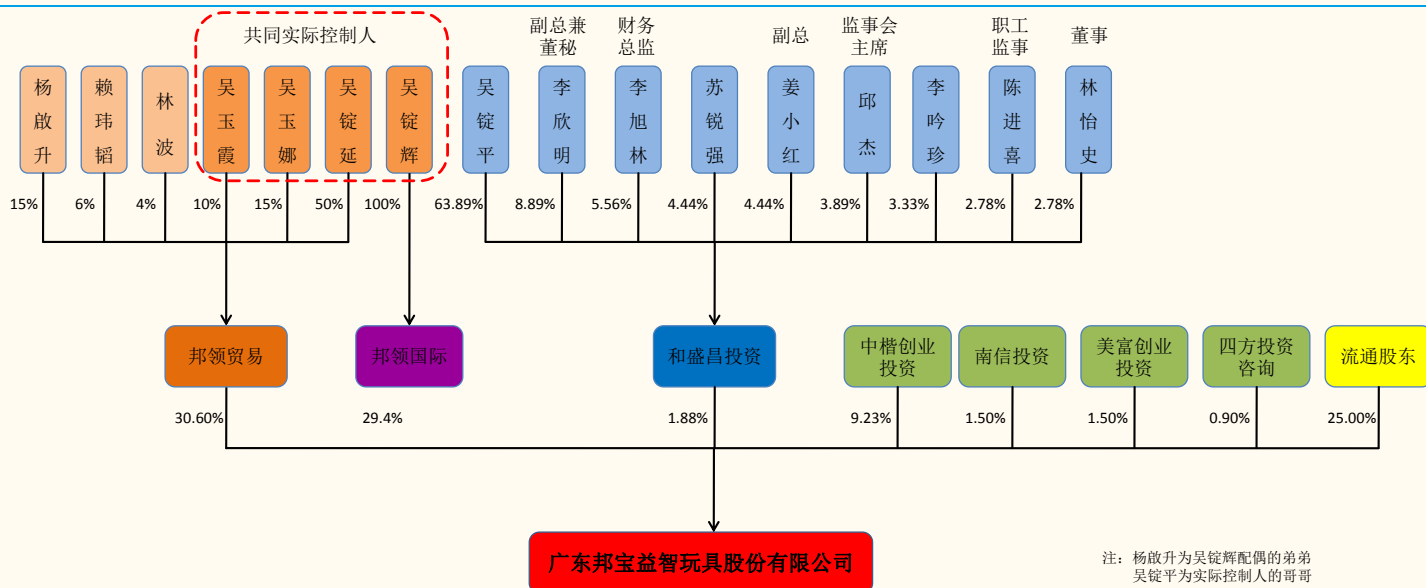 共同实际控制人
副总兼
董秘
财务
总监
副总
监事会
主席
职工
监事
董事
杨啟升
赖玮韬
林波
吴玉霞
吴玉娜
吴锭延
吴锭辉
吴锭平
李欣明
李旭林
苏锐强
姜小红
邱杰
李吟珍
陈进喜
林怡史
15%
6%
4%
10%
15%
50%
100%
63.89%
8.89%
5.56%
4.44%
4.44%
3.89%
3.33%
2.78%
2.78%
邦领贸易
邦领国际
和盛昌投资
中楷创业
投资
南信投资
美富创业
投资
四方投资
咨询
流通股东
30.60%
29.4%
1.88%
9.23%
1.50%
1.50%
0.90%
25.00%
广东邦宝益智玩具股份有限公司
注：杨啟升为吴锭辉配偶的弟弟
吴锭平为实际控制人的哥哥